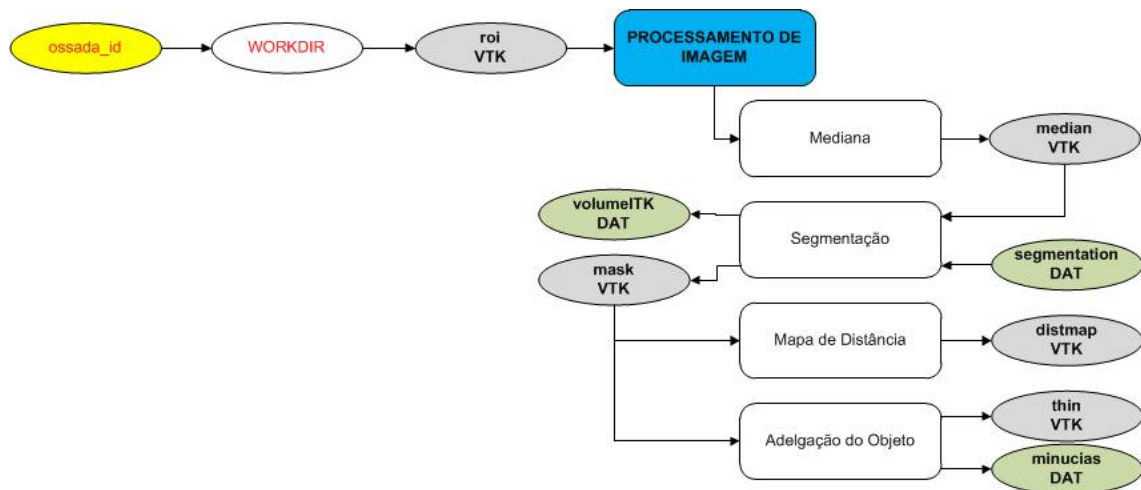 ossada_id
WORKDIR
roi
VTK
PROCESSAMENTO DE
IMAGEM
Mediana
median
VTK
volumeITK
DAT
Segmentação
mask
VTK
segmentation
DAT
Mapa de Distância
distmap
VTK
Adelgação do Objeto
thin
VTK
minucias
DAT